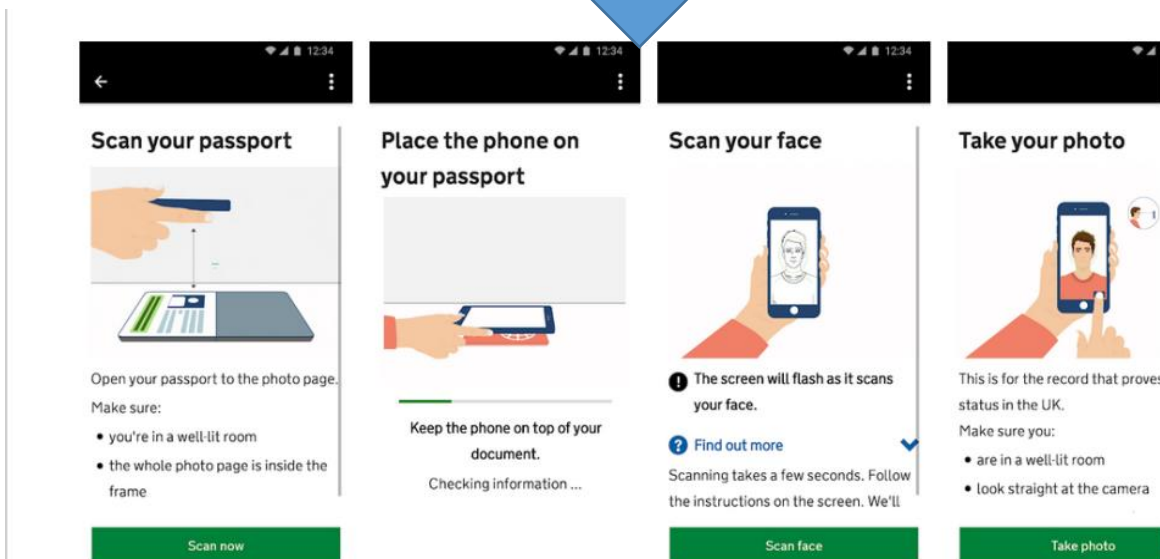 12:34
Scan your passport
Open your passport to the photo page.
Make sure:
• you're in a well-lit room
• the whole photo page is inside the
frame
Scan now
12:34
Place the phone on
your passport
Keep the phone on top of your
document.
Checking information ...
12:34
Scan your face
! The screen will flash as it scans
your face.
? Find out more
Scanning takes a few seconds. Follow
the instructions on the screen. We'll
Scan face
Take your photo
This is for the record that proves
status in the UK.
Make sure you:
• are in a well-lit room
• look straight at the camera
Take photo